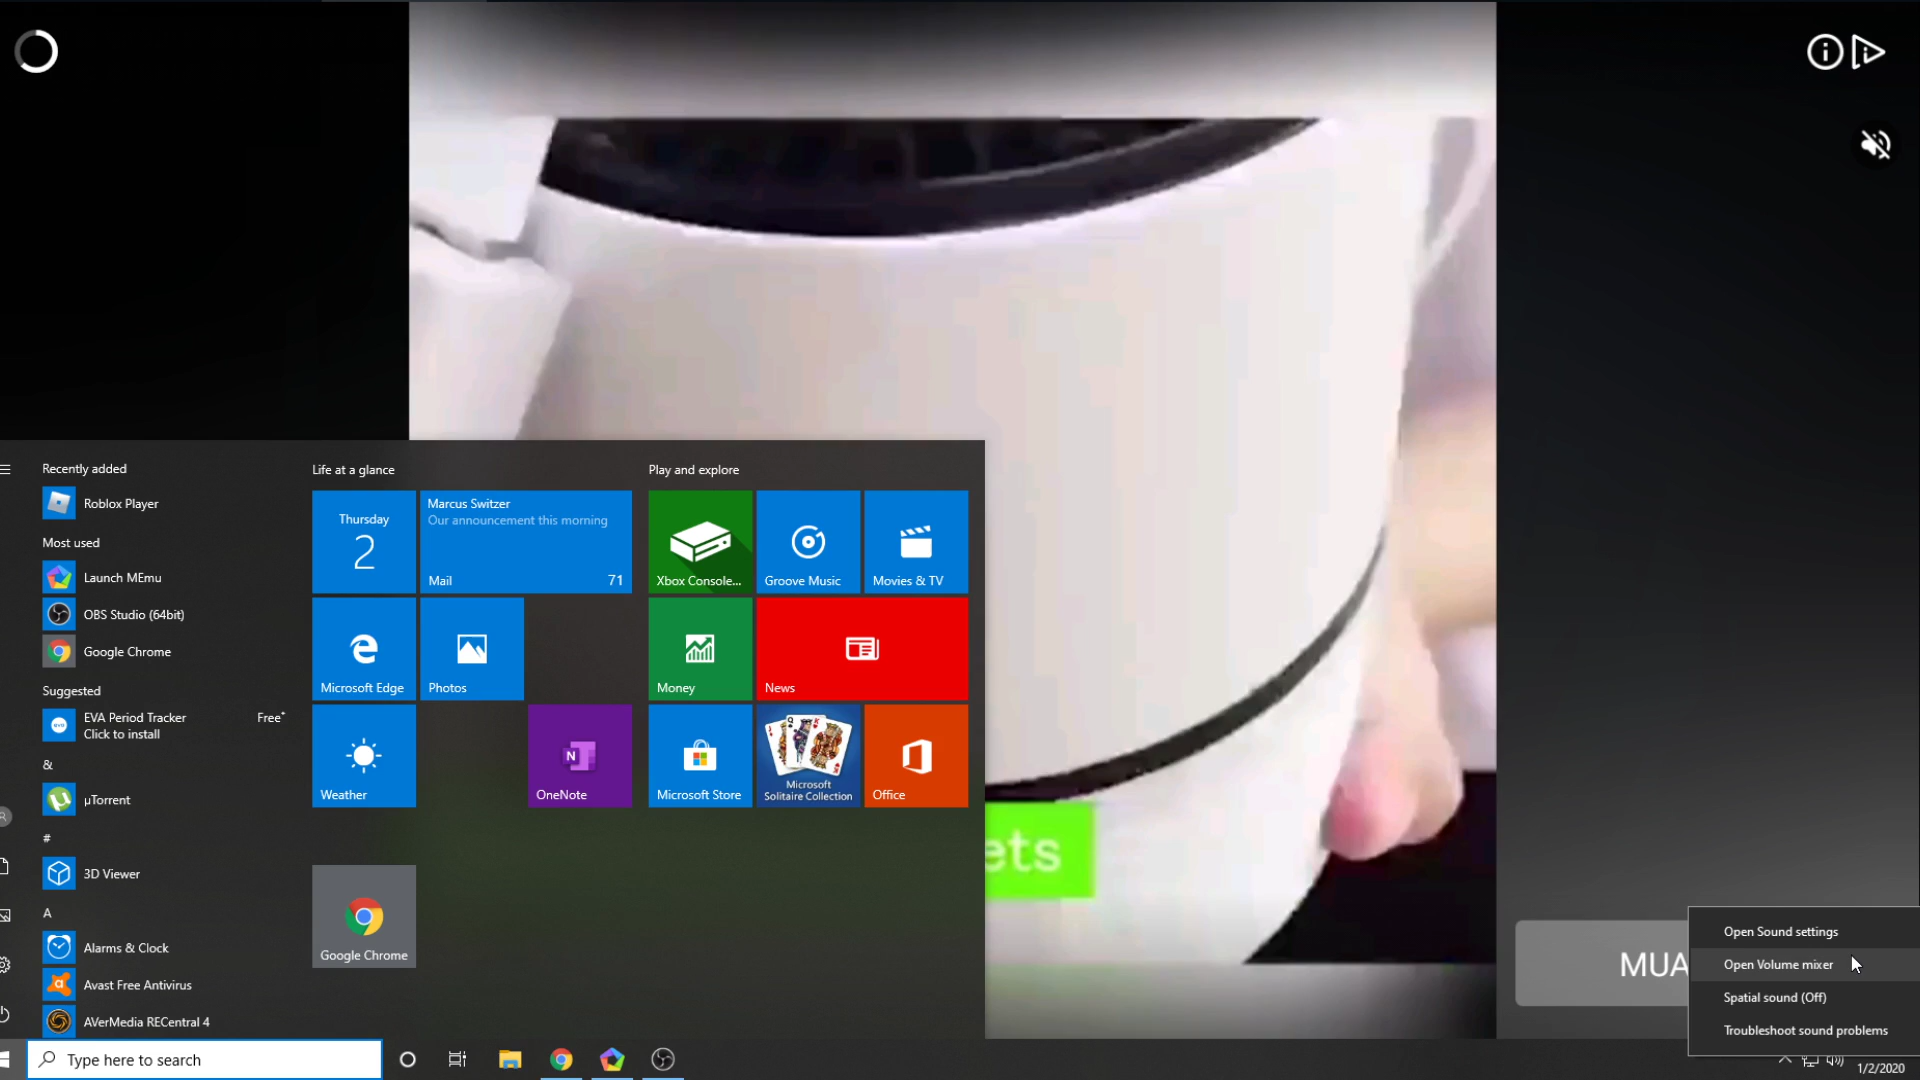 Recently added
Roblox Player
Most used
Launch MEmu
OBS Studio (64bit)
Google Chrome
Suggested
EVA Period Tracker
Free*
Click to install
&
µTorrent
#
3D Viewer
A
Alarms & Clock
Avast Free Antivirus
AVerMedia RECentral 4
Life at a glance
Thursday
2
Marcus Switzer
Our announcement this morning
Mail
71
Microsoft Edge
Photos
Weather
N
OneNote
Google Chrome
Play and explore
Xbox Console...
Groove Music
Movies & TV
Money
News
Microsoft Store
Microsoft
Solitaire Collection
Office
ets
MUA
Open Sound settings
Open Volume mixer
Spatial sound (Off)
Troubleshoot sound problems
Type here to search
1/2/2020